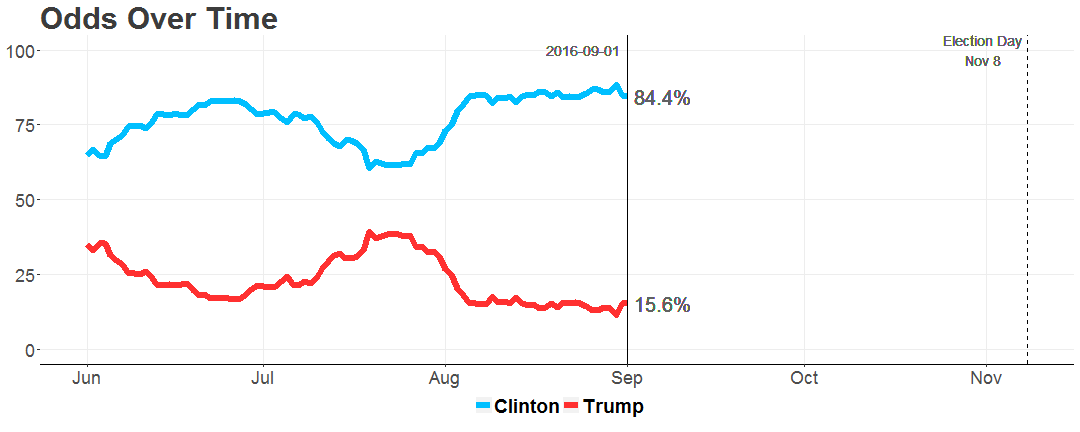 Odds Over Time
2016-09-01
Election Day
Nov 8
100
75
50
25
0
84.4%
15.6%
Jun Jul Aug Sep Oct Nov
Clinton Trump